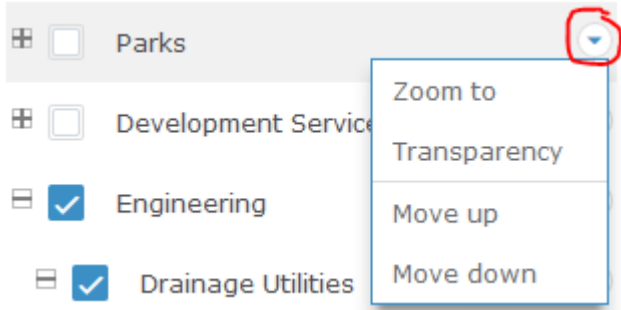 Parks
Zoom to
Development Service
Transparency
Engineering
Move up
Drainage Utilities
Move down